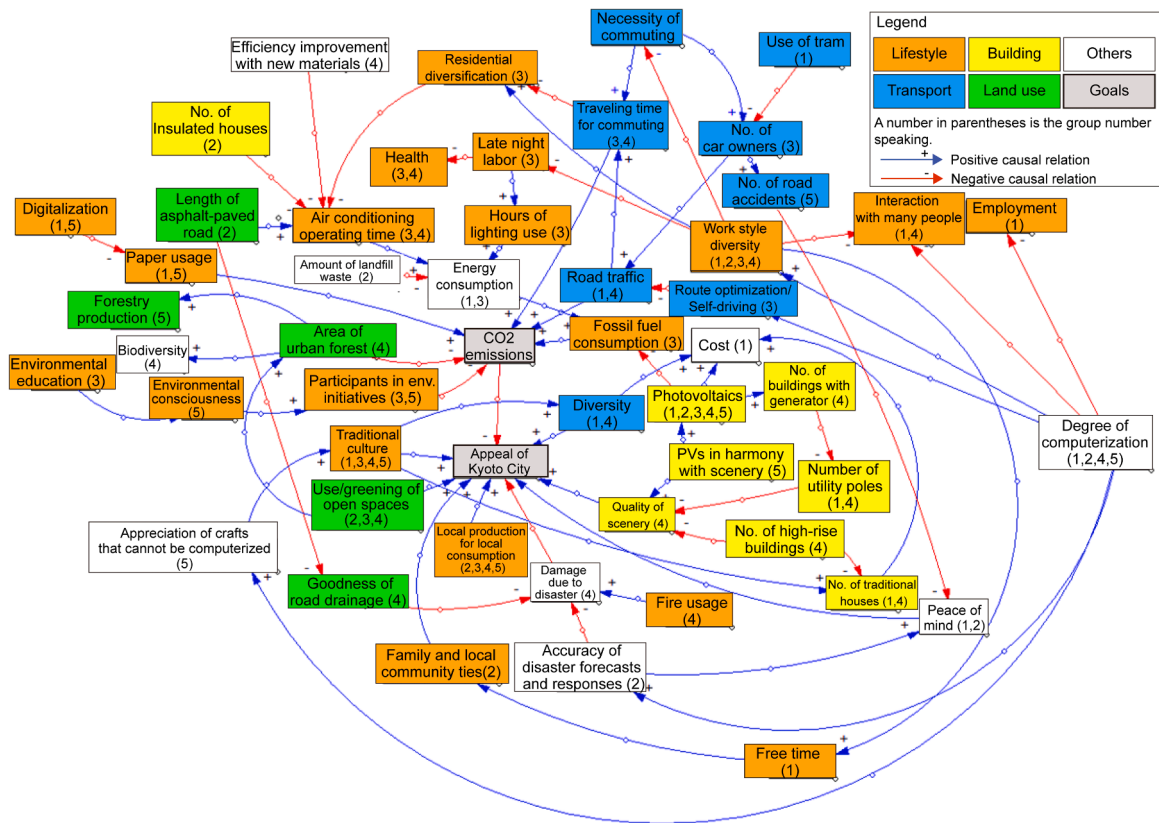 Necessity of
commuting
Use of tram
(1)
Legend
Lifestyle
Building
Others
Transport
Land use
Goals
A number in parentheses is the group number
speaking.
+
Positive causal relation
-
Negative causal relation
Efficiency improvement
with new materials (4)
Residential
diversification (3)
No. of
Insulated houses
(2)
Traveling time
for commuting
(3,4)
No. of
car owners (3)
Late night
labor (3)
Health
(3,4)
No. of road
accidents (5)
Length of
asphalt-paved
road (2)
Digitalization
(1,5)
Air conditioning
operating time (3,4)
Hours of
lighting use (3)
Work style
diversity
(1,2,3,4)
Interaction
with many people
(1,4)
Employment
(1)
Paper usage
(1,5)
Amount of landfill
waste (2)
Energy
consumption
(1,3)
Road traffic
(1,4)
Route optimization/
Self-driving (3)
Forestry
production (5)
Area of
urban forest (4)
CO2
emissions
Fossil fuel
consumption (3)
Cost (1)
Biodiversity
(4)
Environmental
education (3)
Environmental
consciousness
(5)
Participants in env.
initiatives (3,5)
Photovoltaics
(1,2,3,4,5)
No. of
buildings with
generator (4)
Diversity
(1,4)
Traditional
culture
(1,3,4,5)
Appeal of
Kyoto City
PVs in harmony
with scenery (5)
Degree of
computerization
(1,2,4,5)
Number of
utility poles
(1,4)
Use/greening of
open spaces
(2,3,4)
Quality of
scenery (4)
Appreciation of crafts
that cannot be computerized
(5)
Local production
for local
consumption
(2,3,4,5)
No. of high-rise
buildings (4)
Goodness of
road drainage (4)
Damage
due to
disaster (4)
Fire usage
(4)
No. of traditional
houses (1,4)
Peace of
mind (1,2)
Family and local
community ties(2)
Accuracy of
disaster forecasts
and responses (2)
Free time
(1)